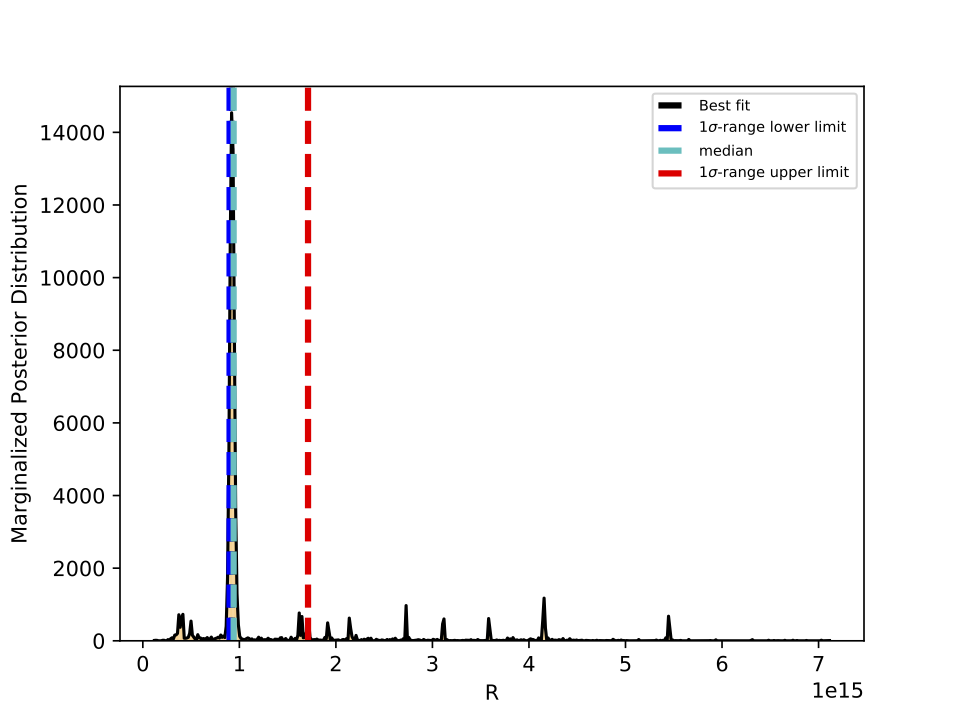 Best fit
1σ-range lower limit
median
1σ-range upper limit
Marginalized Posterior Distribution
14000
12000
10000
8000
6000
4000
2000
0
0 1 2 3 4 5 6 7
1e15
R